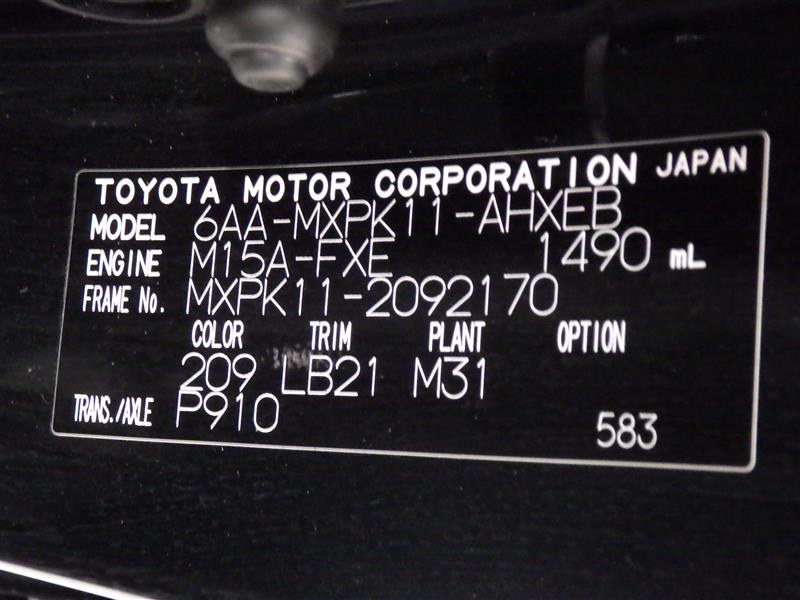 TOYOTA MOTOR CORPORATION JAPAN
MODEL 6AA-MXPK11-AHXEB
ENGINE M15A-FXE 1490 mL
FRAME No. MXPK11-2092170
COLOR TRIM PLANT OPTION
209 LB21 M31
TRANS./AXLE P910
583